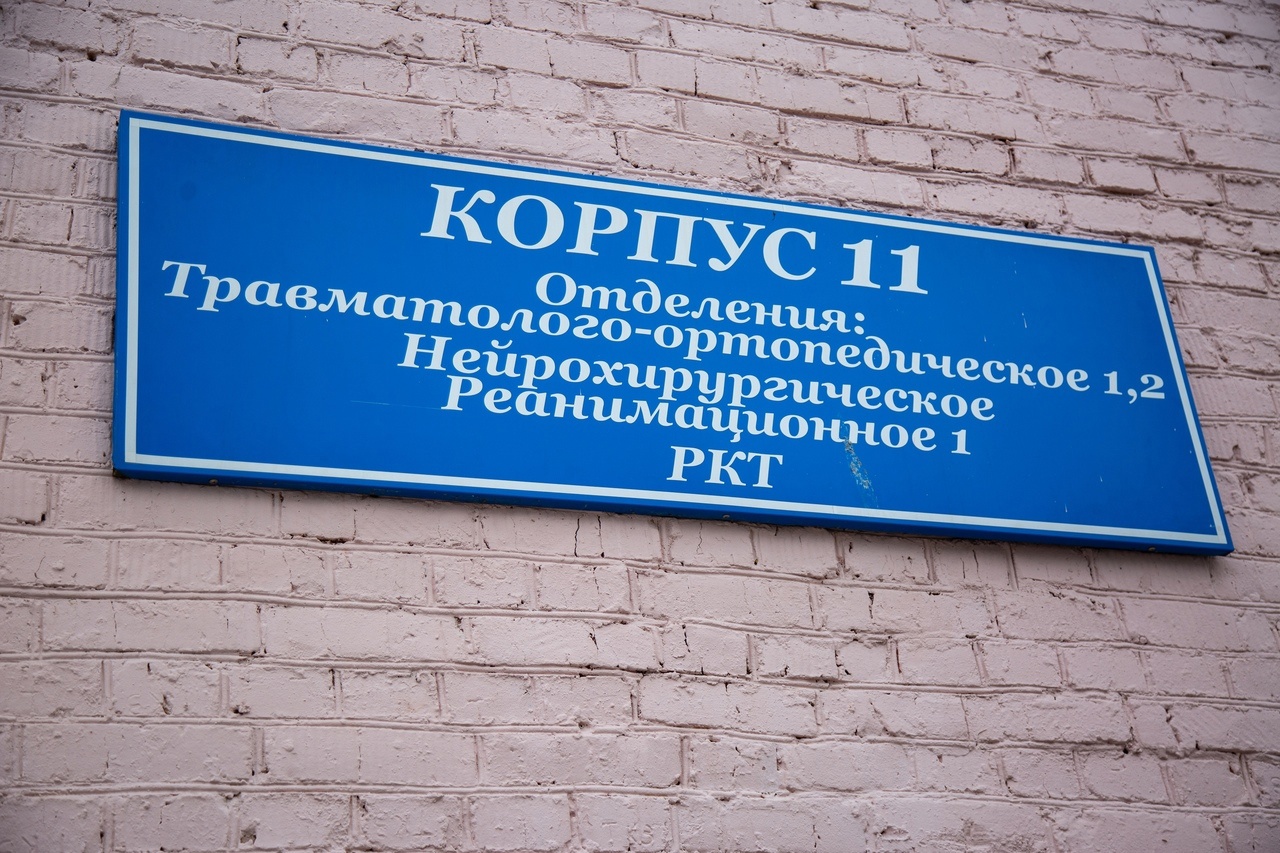 КОРПУС 11
Отделения:
Травматолого-ортопедическое 1,2
Нейрохирургическое
Реанимационное 1
РКТ